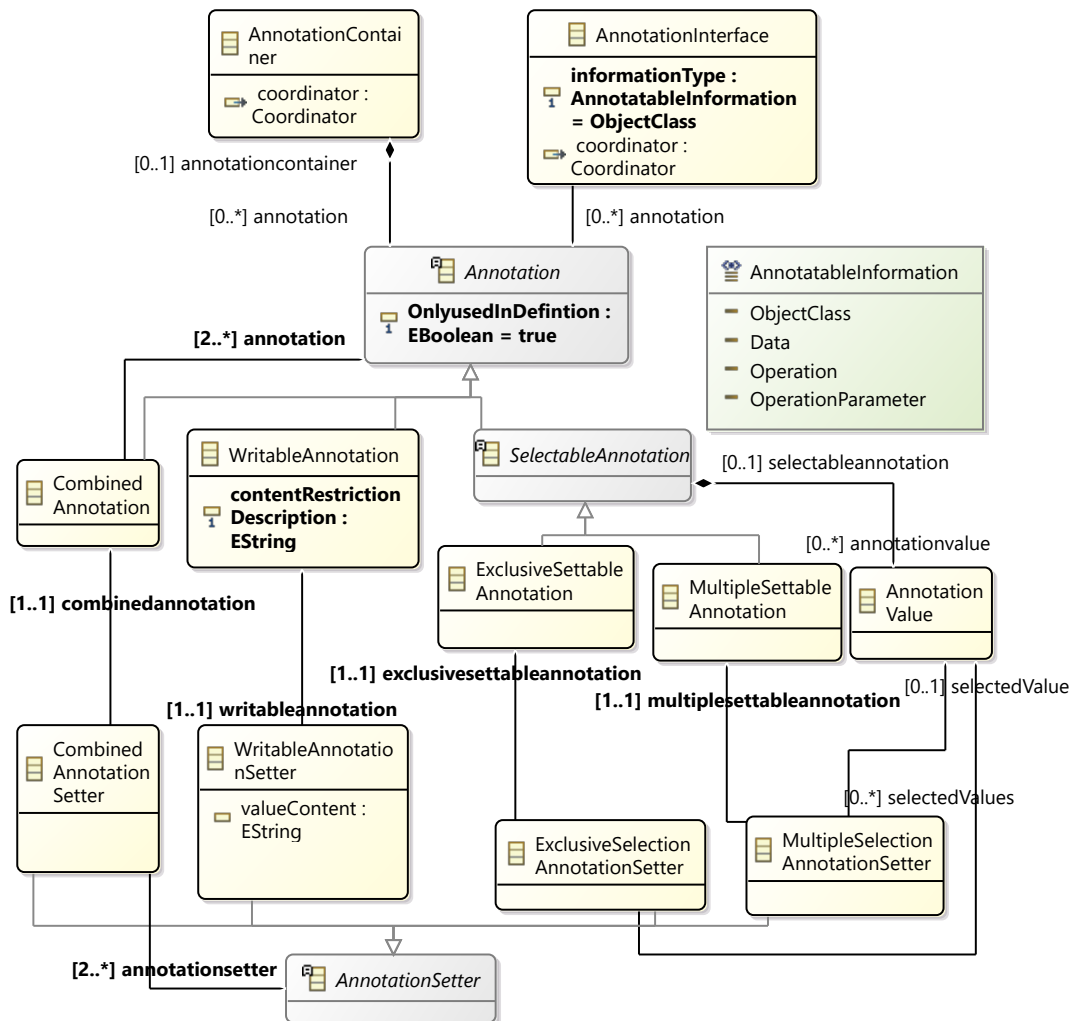 AnnotationContai
ner
coordinator :
Coordinator
AnnotationInterface
informationType :
AnnotatableInformation
= ObjectClass
coordinator :
Coordinator
[0..1] annotationcontainer
[0..*] annotation
[0..*] annotation
Annotation
OnlyusedInDefintion :
EBoolean = true
AnnotatableInformation
ObjectClass
Data
Operation
OperationParameter
[2..*] annotation
Combined
Annotation
WritableAnnotation
contentRestriction
Description :
EString
SelectableAnnotation
[0..1] selectableannotation
[0..*] annotationvalue
ExclusiveSettable
Annotation
MultipleSettable
Annotation
Annotation
Value
[1..1] combinedannotation
[1..1] exclusivesettableannotation
[0..1] selectedValue
[1..1] multiplesettableannotation
[1..1] writableannotation
Combined
Annotation
Setter
WritableAnnotatio
nSetter
valueContent :
EString
[0..*] selectedValues
ExclusiveSelection
AnnotationSetter
MultipleSelection
AnnotationSetter
[2..*] annotationsetter
AnnotationSetter